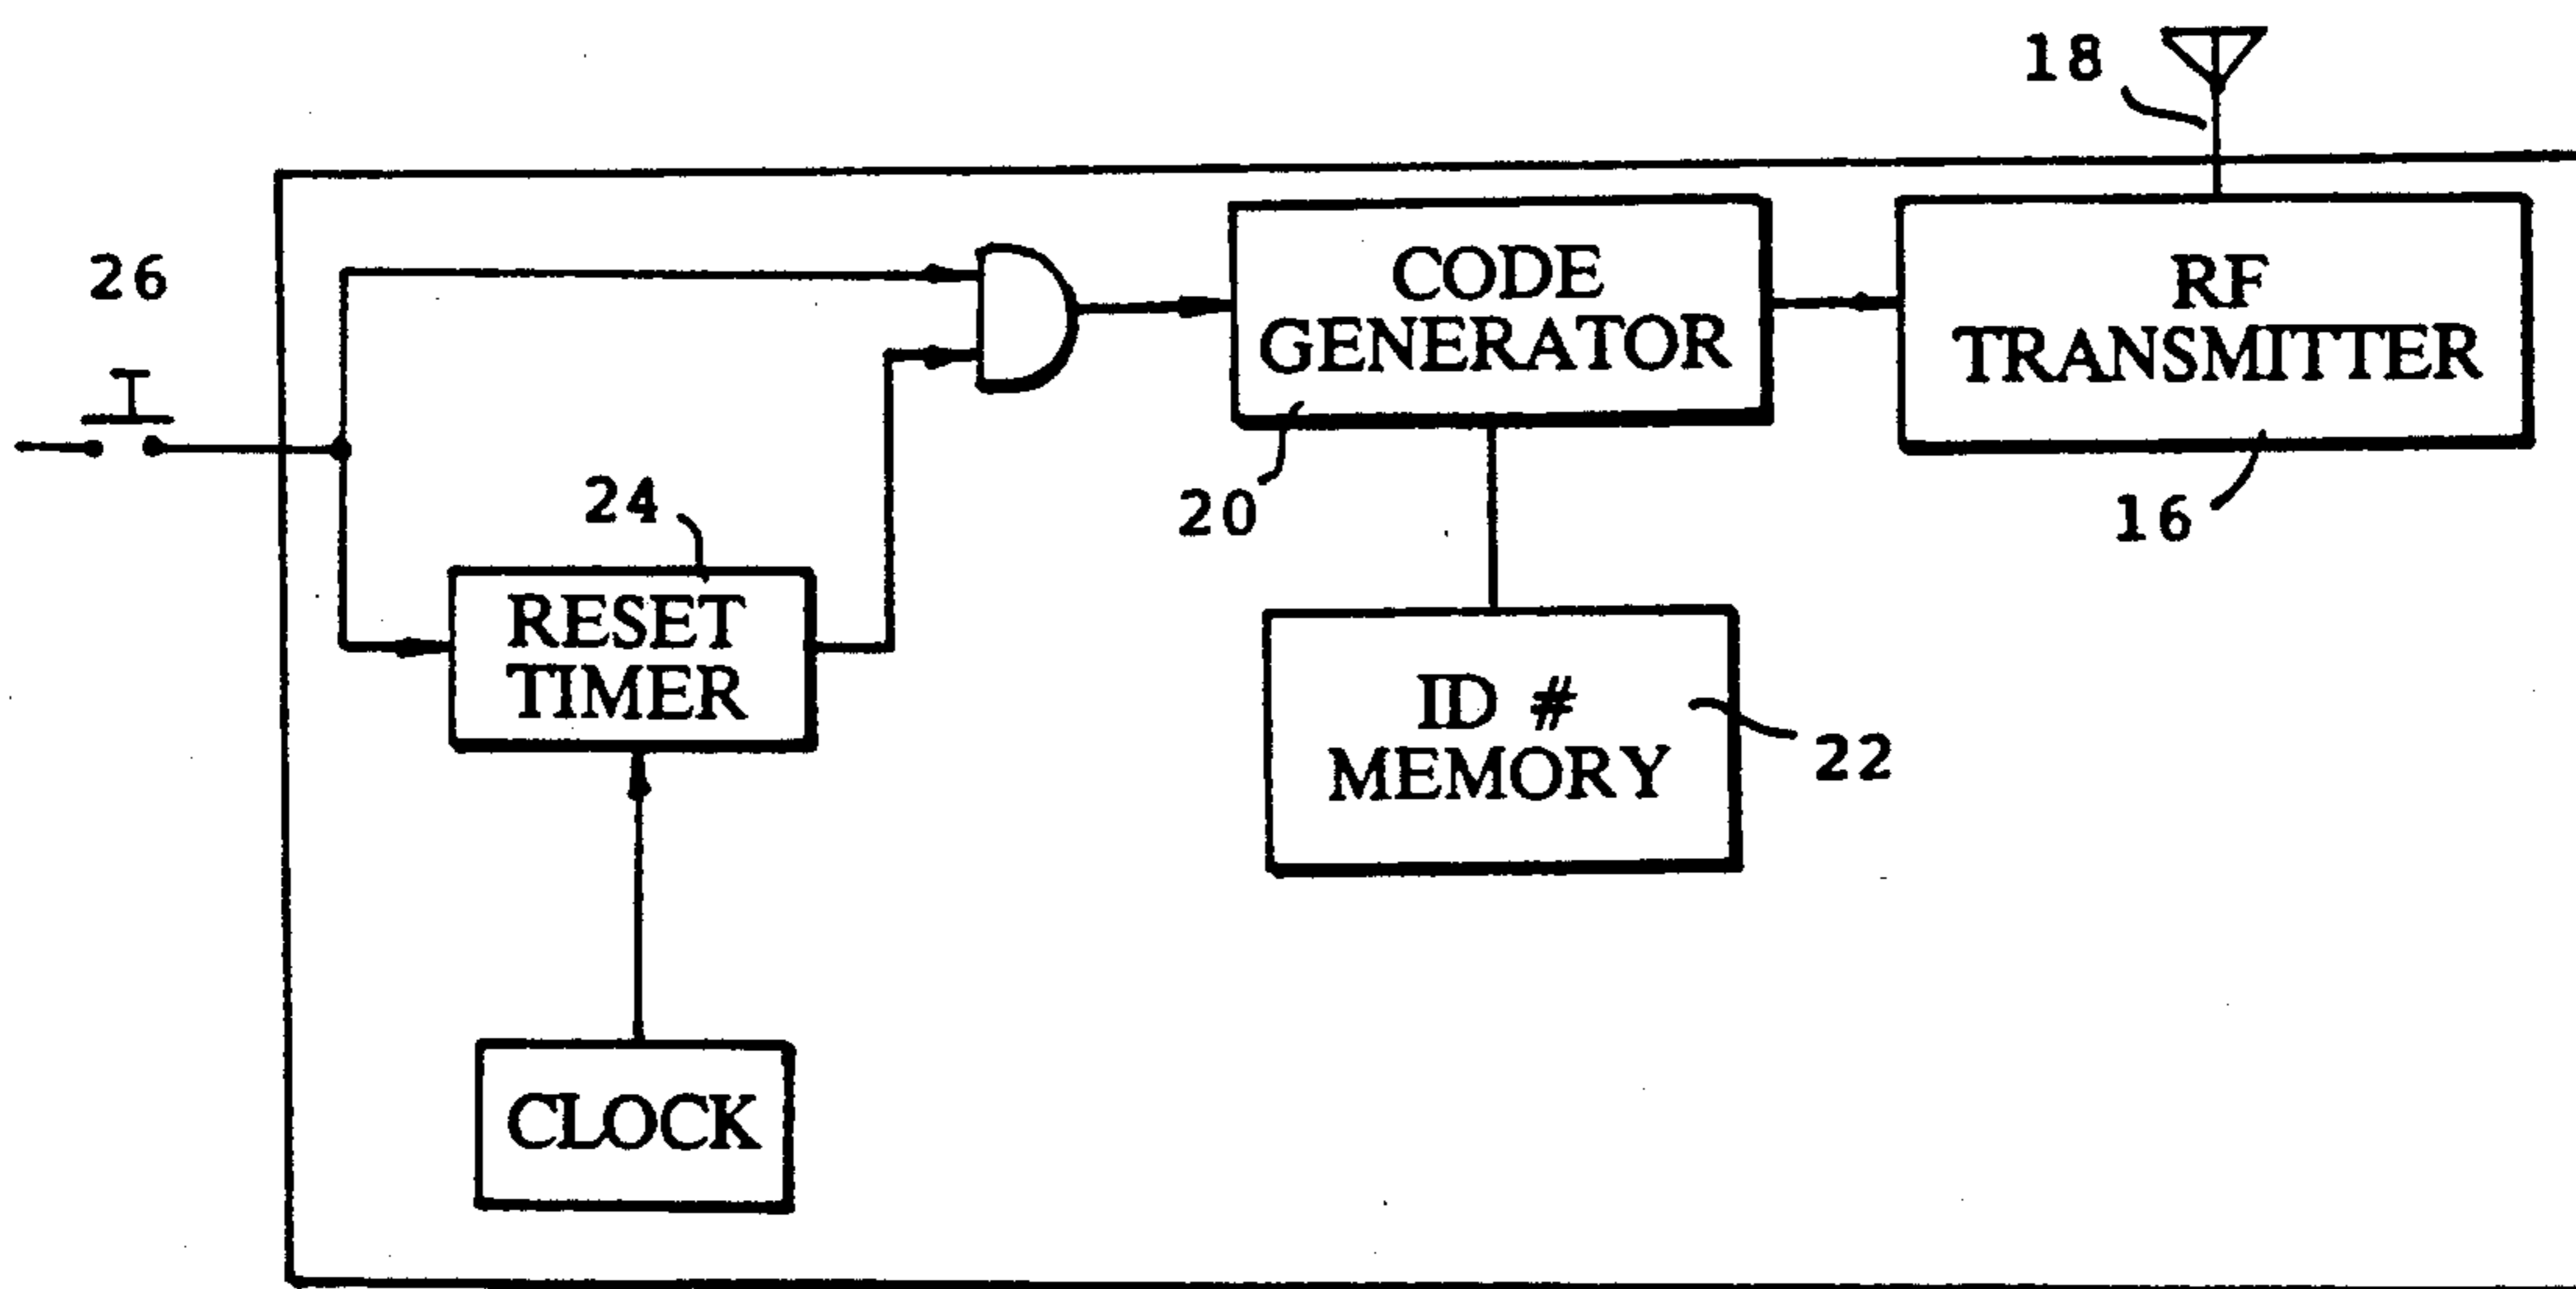 18
26
CODE
GENERATOR
RF
TRANSMITTER
24
20
16
RESET
TIMER
ID #
MEMORY
22
CLOCK